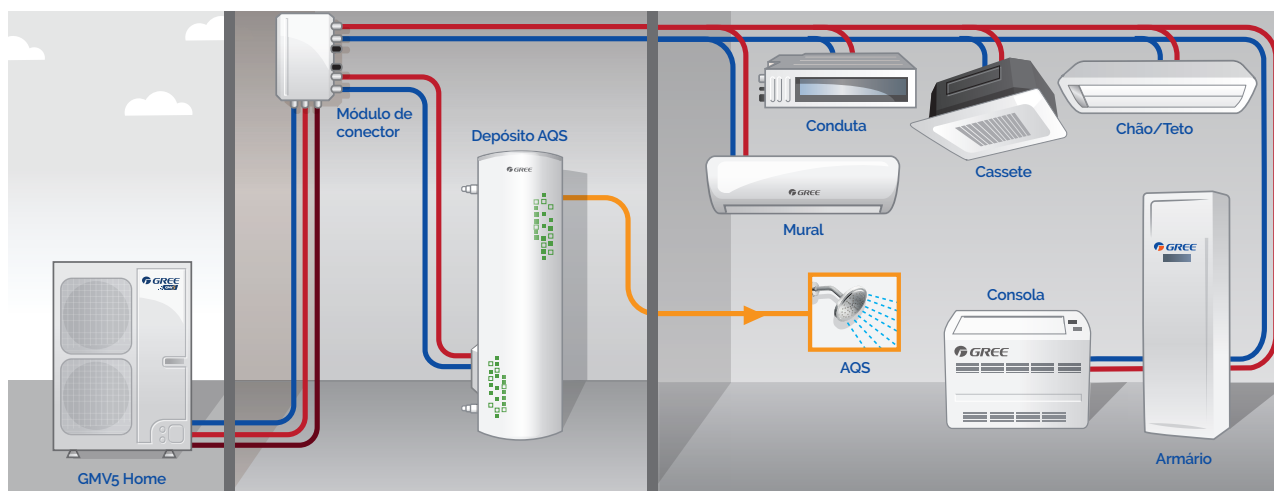 Módulo de
conector
Depósito AQS
GREE
Conduta
Cassete
Chão/Teto
GREE
Mural
GREE
GREE
Consola
GREE
AQS
Armário
GMV5 Home